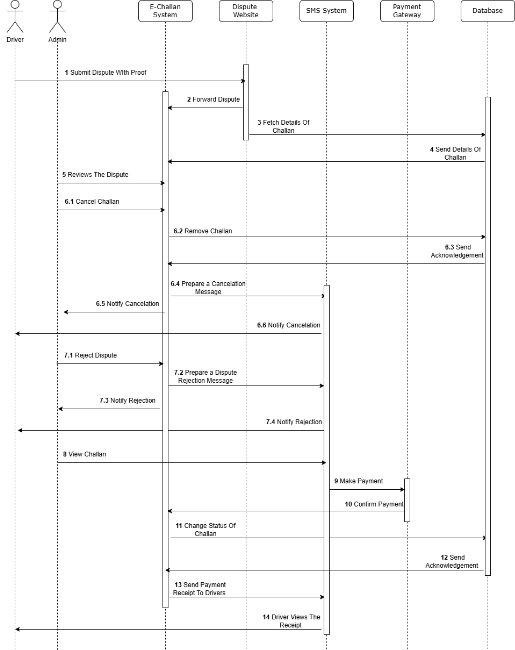 E-Challan
System
Dispute
Website
SMS System
Payment
Gateway
Database
Driver
Admin
1 Submit Dispute With Proof
2 Forward Dispute
3 Fetch Details Of
Challan
4 Send Details Of
Challan
5 Reviews The Dispute
6.1 Cancel Challan
6.2 Remove Challan
6.3 Send
Acknowledgement
6.4 Prepare a Cancelation
Message
6.5 Notify Cancelation
6.6 Notify Cancelation
7.1 Reject Dispute
7.2 Prepare a Dispute
Rejection Message
7.3 Notify Rejection
7.4 Notify Rejection
8 View Challan
9 Make Payment
10 Confirm Payment
11 Change Status Of
Challan
12 Send
Acknowledgement
13 Send Payment
Receipt To Drivers
14 Driver Views The
Receipt